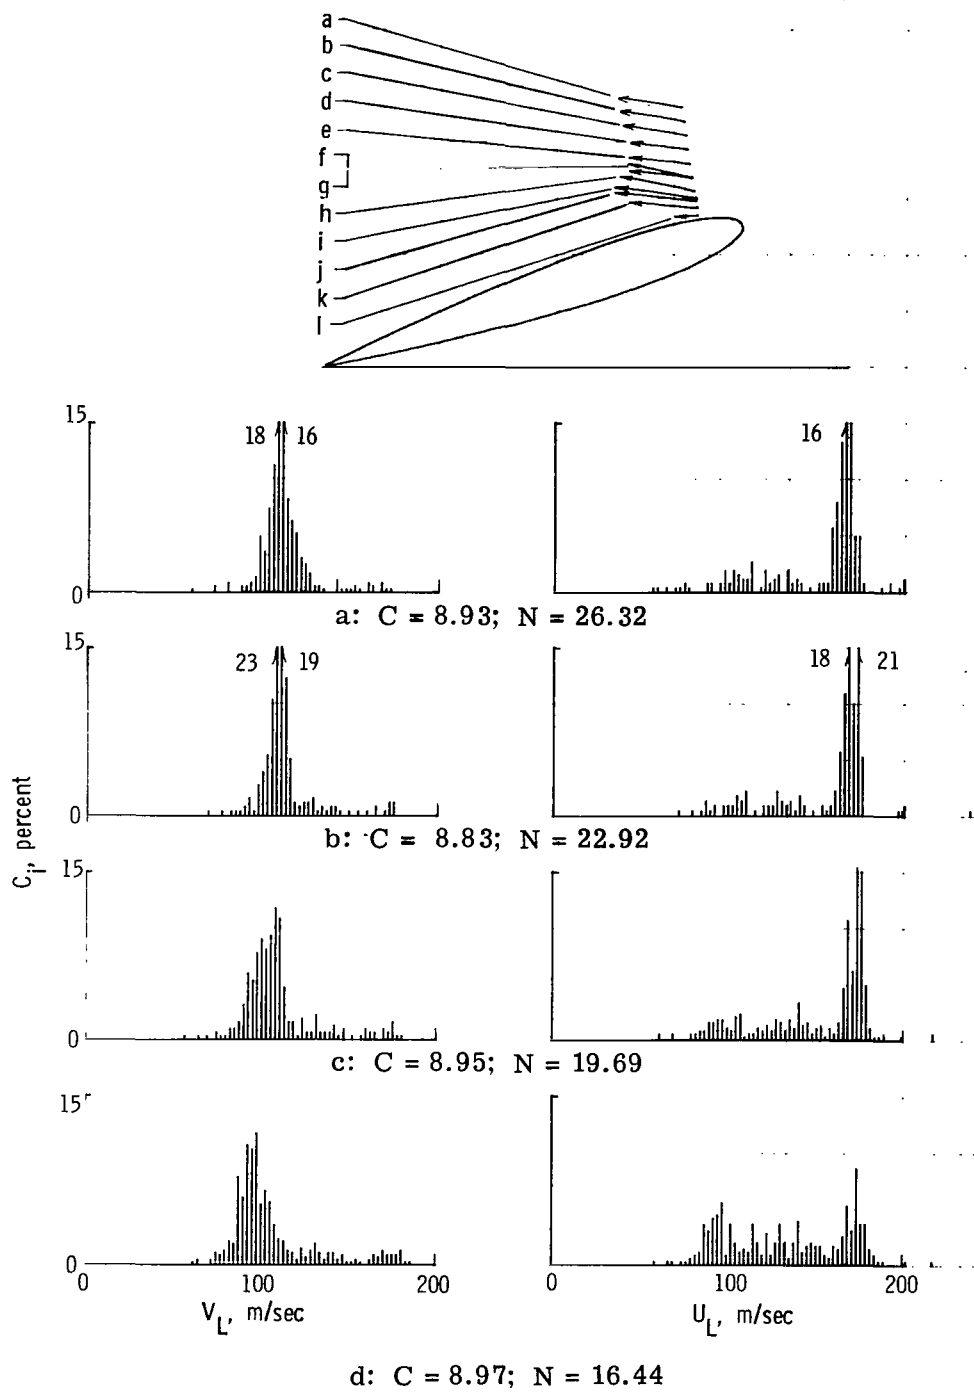 a
b
c
d
e
f
g
h
i
j
k
l
15
18 16
16
0
a: C = 8.93; N = 26.32
15
23 19
18 21
0
b: C = 8.83; N = 22.92
C_i, percent
15
0
c: C = 8.95; N = 19.69
15
0
0 100 200
0 100 200
V_L, m/sec
U_L, m/sec
d: C = 8.97; N = 16.44